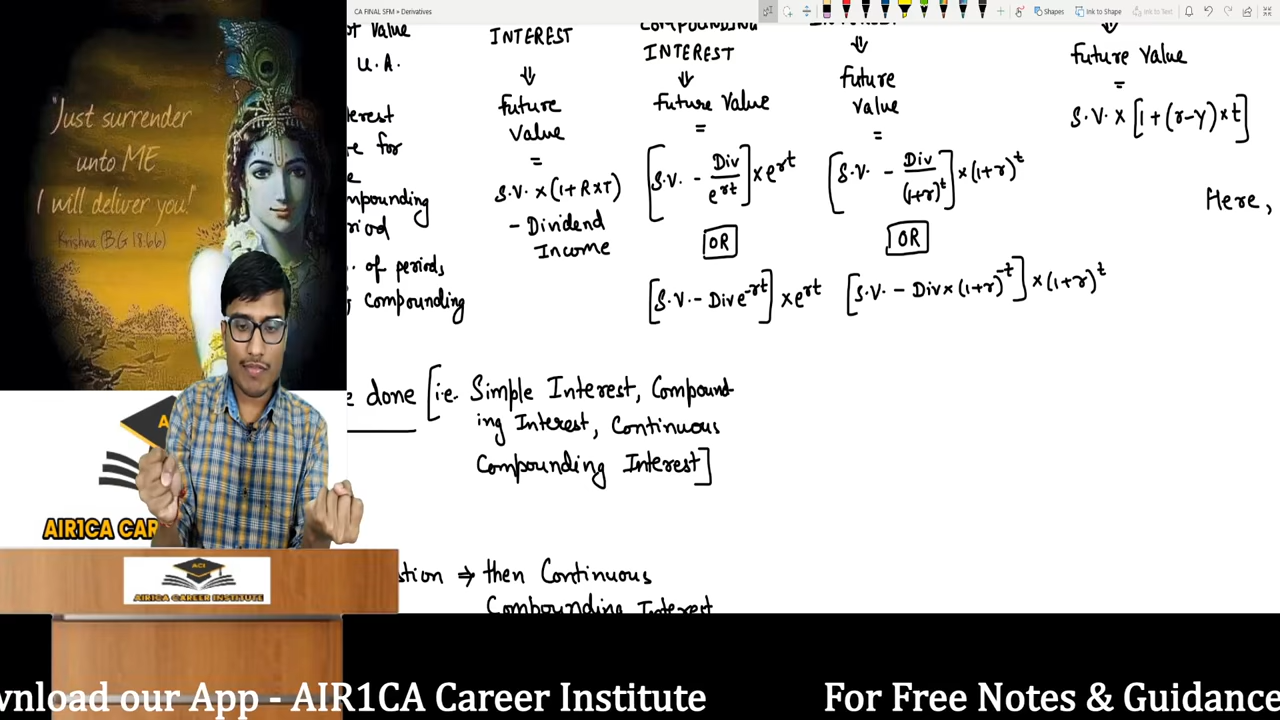 CA FINAL SFM » Derivatives
Shapes
Ink to Shape
Ink to Text
"Just surrender
unto ME
I will deliver you!"
Krishna (B.G 18:66)
Value
U.A.
for
of periods
compounding
INTEREST
⇓
future
value
=
S.V. × (1+R×T)
- Dividend
Income
INTEREST
⇓
future Value
=
[S.V. - Div/e^rt] × e^rt
OR
[S.V. - Div e^-rt] × e^rt
⇓
future
value
=
[S.V. - Div/(1+r)^t] × (1+r)^t
OR
[S.V. - Div × (1+r)^-t] × (1+r)^t
future Value
=
S.V. × [1 + (r-y) × t]
Here,
done [i.e. Simple Interest, Compound
ing Interest, Continuous
Compounding Interest]
⇒ then Continuous
Compounding Interest
AIR1CA CAR
ACI
AIR1CA CAREER INSTITUTE
wnload our App - AIR1CA Career Institute
For Free Notes & Guidance